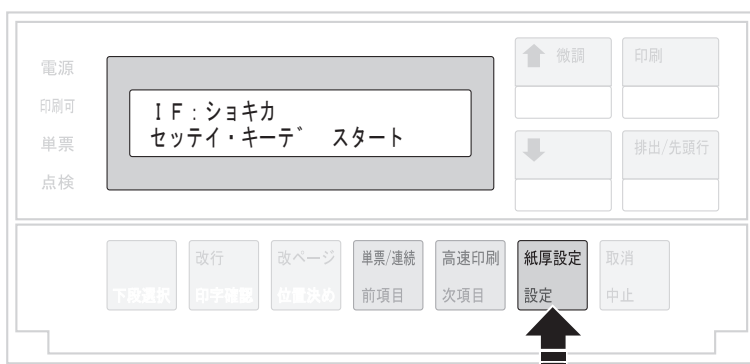 電源
印刷可
単票
点検
IF:ショキカ
セッテイ・キーデ スタート
微調
印刷
排出/先頭行
下段選択
改行
印字確認
改ページ
位置決め
単票/連続
前項目
高速印刷
次項目
紙厚設定
設定
取消
中止